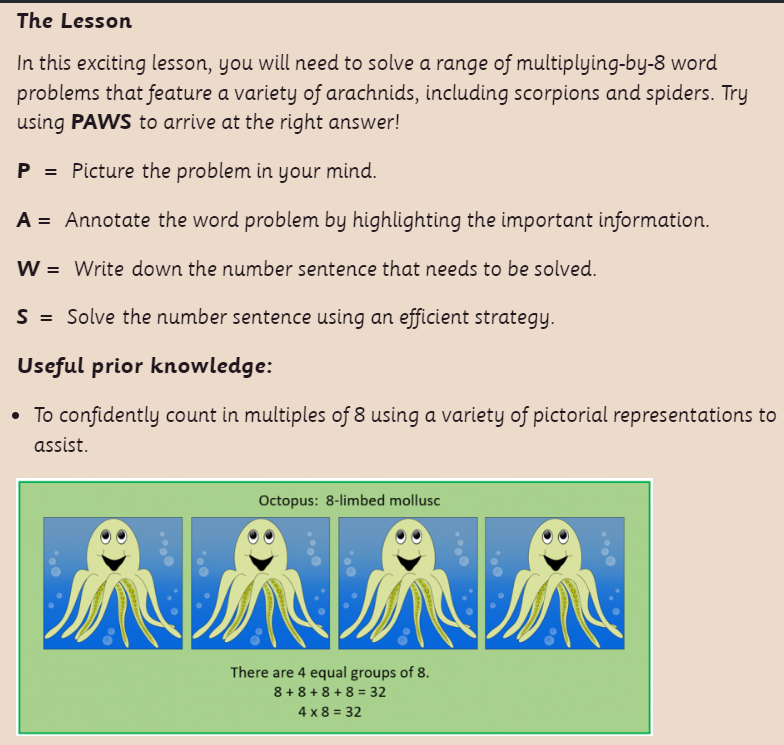 The Lesson
In this exciting lesson, you will need to solve a range of multiplying-by-8 word
problems that feature a variety of arachnids, including scorpions and spiders. Try
using PAWS to arrive at the right answer!
P = Picture the problem in your mind.
A = Annotate the word problem by highlighting the important information.
W = Write down the number sentence that needs to be solved.
S = Solve the number sentence using an efficient strategy.
Useful prior knowledge:
• To confidently count in multiples of 8 using a variety of pictorial representations to
assist.
Octopus: 8-limbed mollusc
There are 4 equal groups of 8.
8 + 8 + 8 + 8 = 32
4 x 8 = 32